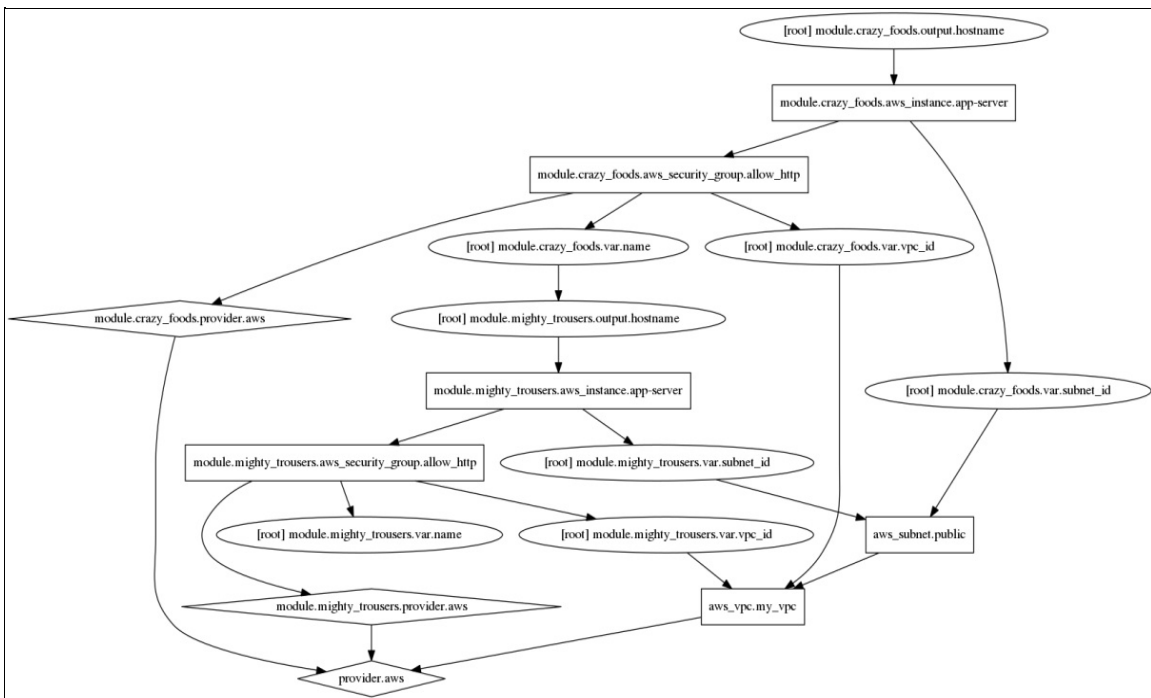 [root] module.crazy_foods.output.hostname
module.crazy_foods.aws_instance.app-server
module.crazy_foods.aws_security_group.allow_http
[root] module.crazy_foods.var.name
[root] module.crazy_foods.var.vpc_id
module.crazy_foods.provider.aws
[root] module.mighty_trousers.output.hostname
module.mighty_trousers.aws_instance.app-server
[root] module.crazy_foods.var.subnet_id
module.mighty_trousers.aws_security_group.allow_http
[root] module.mighty_trousers.var.subnet_id
[root] module.mighty_trousers.var.name
[root] module.mighty_trousers.var.vpc_id
aws_subnet.public
module.mighty_trousers.provider.aws
aws_vpc.my_vpc
provider.aws